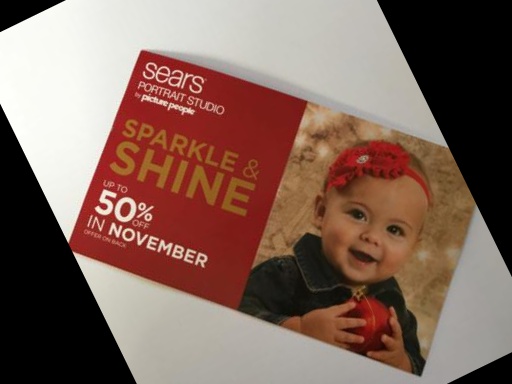 sears
PORTRAIT STUDIO
by picture people
SPARKLE &
SHINE
UP TO
50% OFF
IN NOVEMBER
OFFER ON BACK